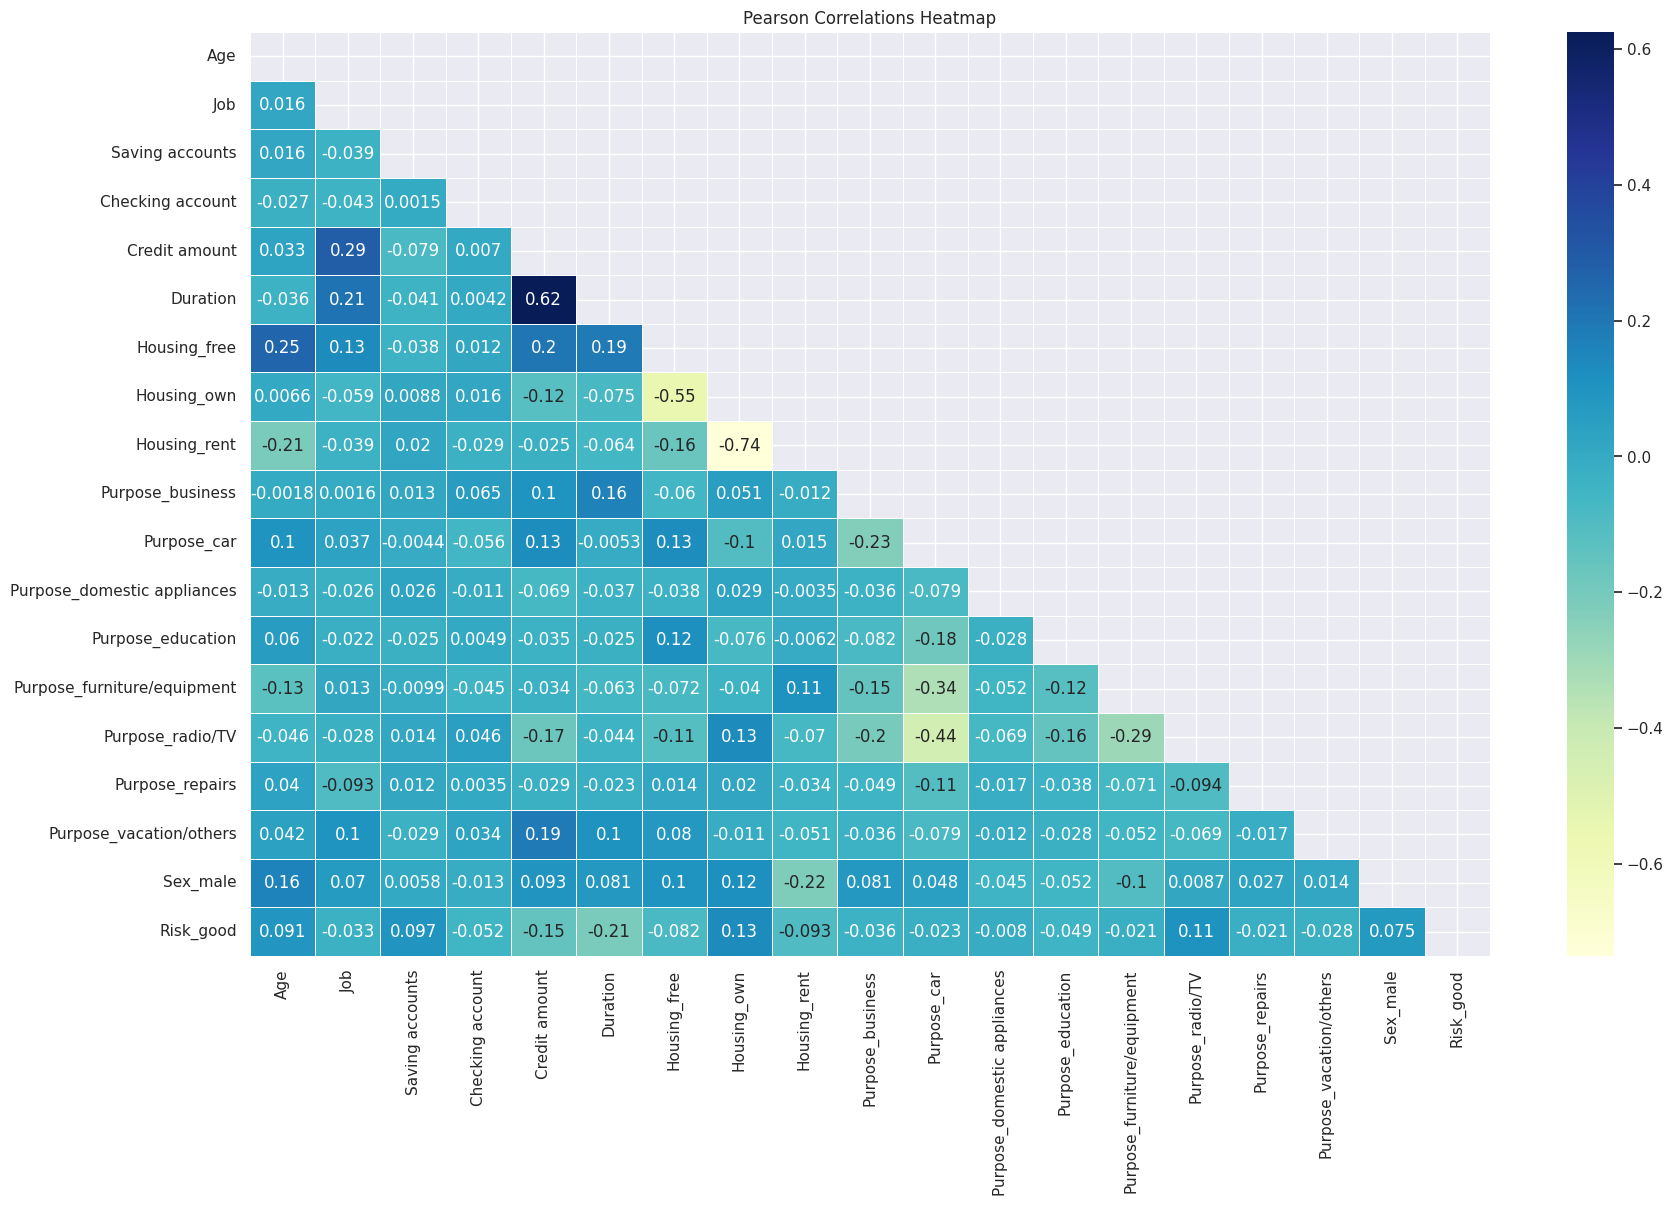 Pearson Correlations Heatmap
Age
Job 0.016
Saving accounts 0.016 -0.039
Checking account -0.027 -0.043 0.0015
Credit amount 0.033 0.29 -0.079 0.007
Duration -0.036 0.21 -0.041 0.0042 0.62
Housing_free 0.25 0.13 -0.038 0.012 0.2 0.19
Housing_own 0.0066 -0.059 0.0088 0.016 -0.12 -0.075 -0.55
Housing_rent -0.21 -0.039 0.02 -0.029 -0.025 -0.064 -0.16 -0.74
Purpose_business -0.0018 0.0016 0.013 0.065 0.1 0.16 -0.06 0.051 -0.012
Purpose_car 0.1 0.037 -0.0044 -0.056 0.13 -0.0053 0.13 -0.1 0.015 -0.23
Purpose_domestic appliances -0.013 -0.026 0.026 -0.011 -0.069 -0.037 -0.038 0.029 -0.0035 -0.036 -0.079
Purpose_education 0.06 -0.022 -0.025 0.0049 -0.035 -0.025 0.12 -0.076 -0.0062 -0.082 -0.18 -0.028
Purpose_furniture/equipment -0.13 0.013 -0.0099 -0.045 -0.034 -0.063 -0.072 -0.04 0.11 -0.15 -0.34 -0.052 -0.12
Purpose_radio/TV -0.046 -0.028 0.014 0.046 -0.17 -0.044 -0.11 0.13 -0.07 -0.2 -0.44 -0.069 -0.16 -0.29
Purpose_repairs 0.04 -0.093 0.012 0.0035 -0.029 -0.023 0.014 0.02 -0.034 -0.049 -0.11 -0.017 -0.038 -0.071 -0.094
Purpose_vacation/others 0.042 0.1 -0.029 0.034 0.19 0.1 0.08 -0.011 -0.051 -0.036 -0.079 -0.012 -0.028 -0.052 -0.069 -0.017
Sex_male 0.16 0.07 0.0058 -0.013 0.093 0.081 0.1 0.12 -0.22 0.081 0.048 -0.045 -0.052 -0.1 0.0087 0.027 0.014
Risk_good 0.091 -0.033 0.097 -0.052 -0.15 -0.21 -0.082 0.13 -0.093 -0.036 -0.023 -0.008 -0.049 -0.021 0.11 -0.021 -0.028 0.075
Age
Job
Saving accounts
Checking account
Credit amount
Duration
Housing_free
Housing_own
Housing_rent
Purpose_business
Purpose_car
Purpose_domestic appliances
Purpose_education
Purpose_furniture/equipment
Purpose_radio/TV
Purpose_repairs
Purpose_vacation/others
Sex_male
Risk_good
0.6
0.4
0.2
0.0
−0.2
−0.4
−0.6